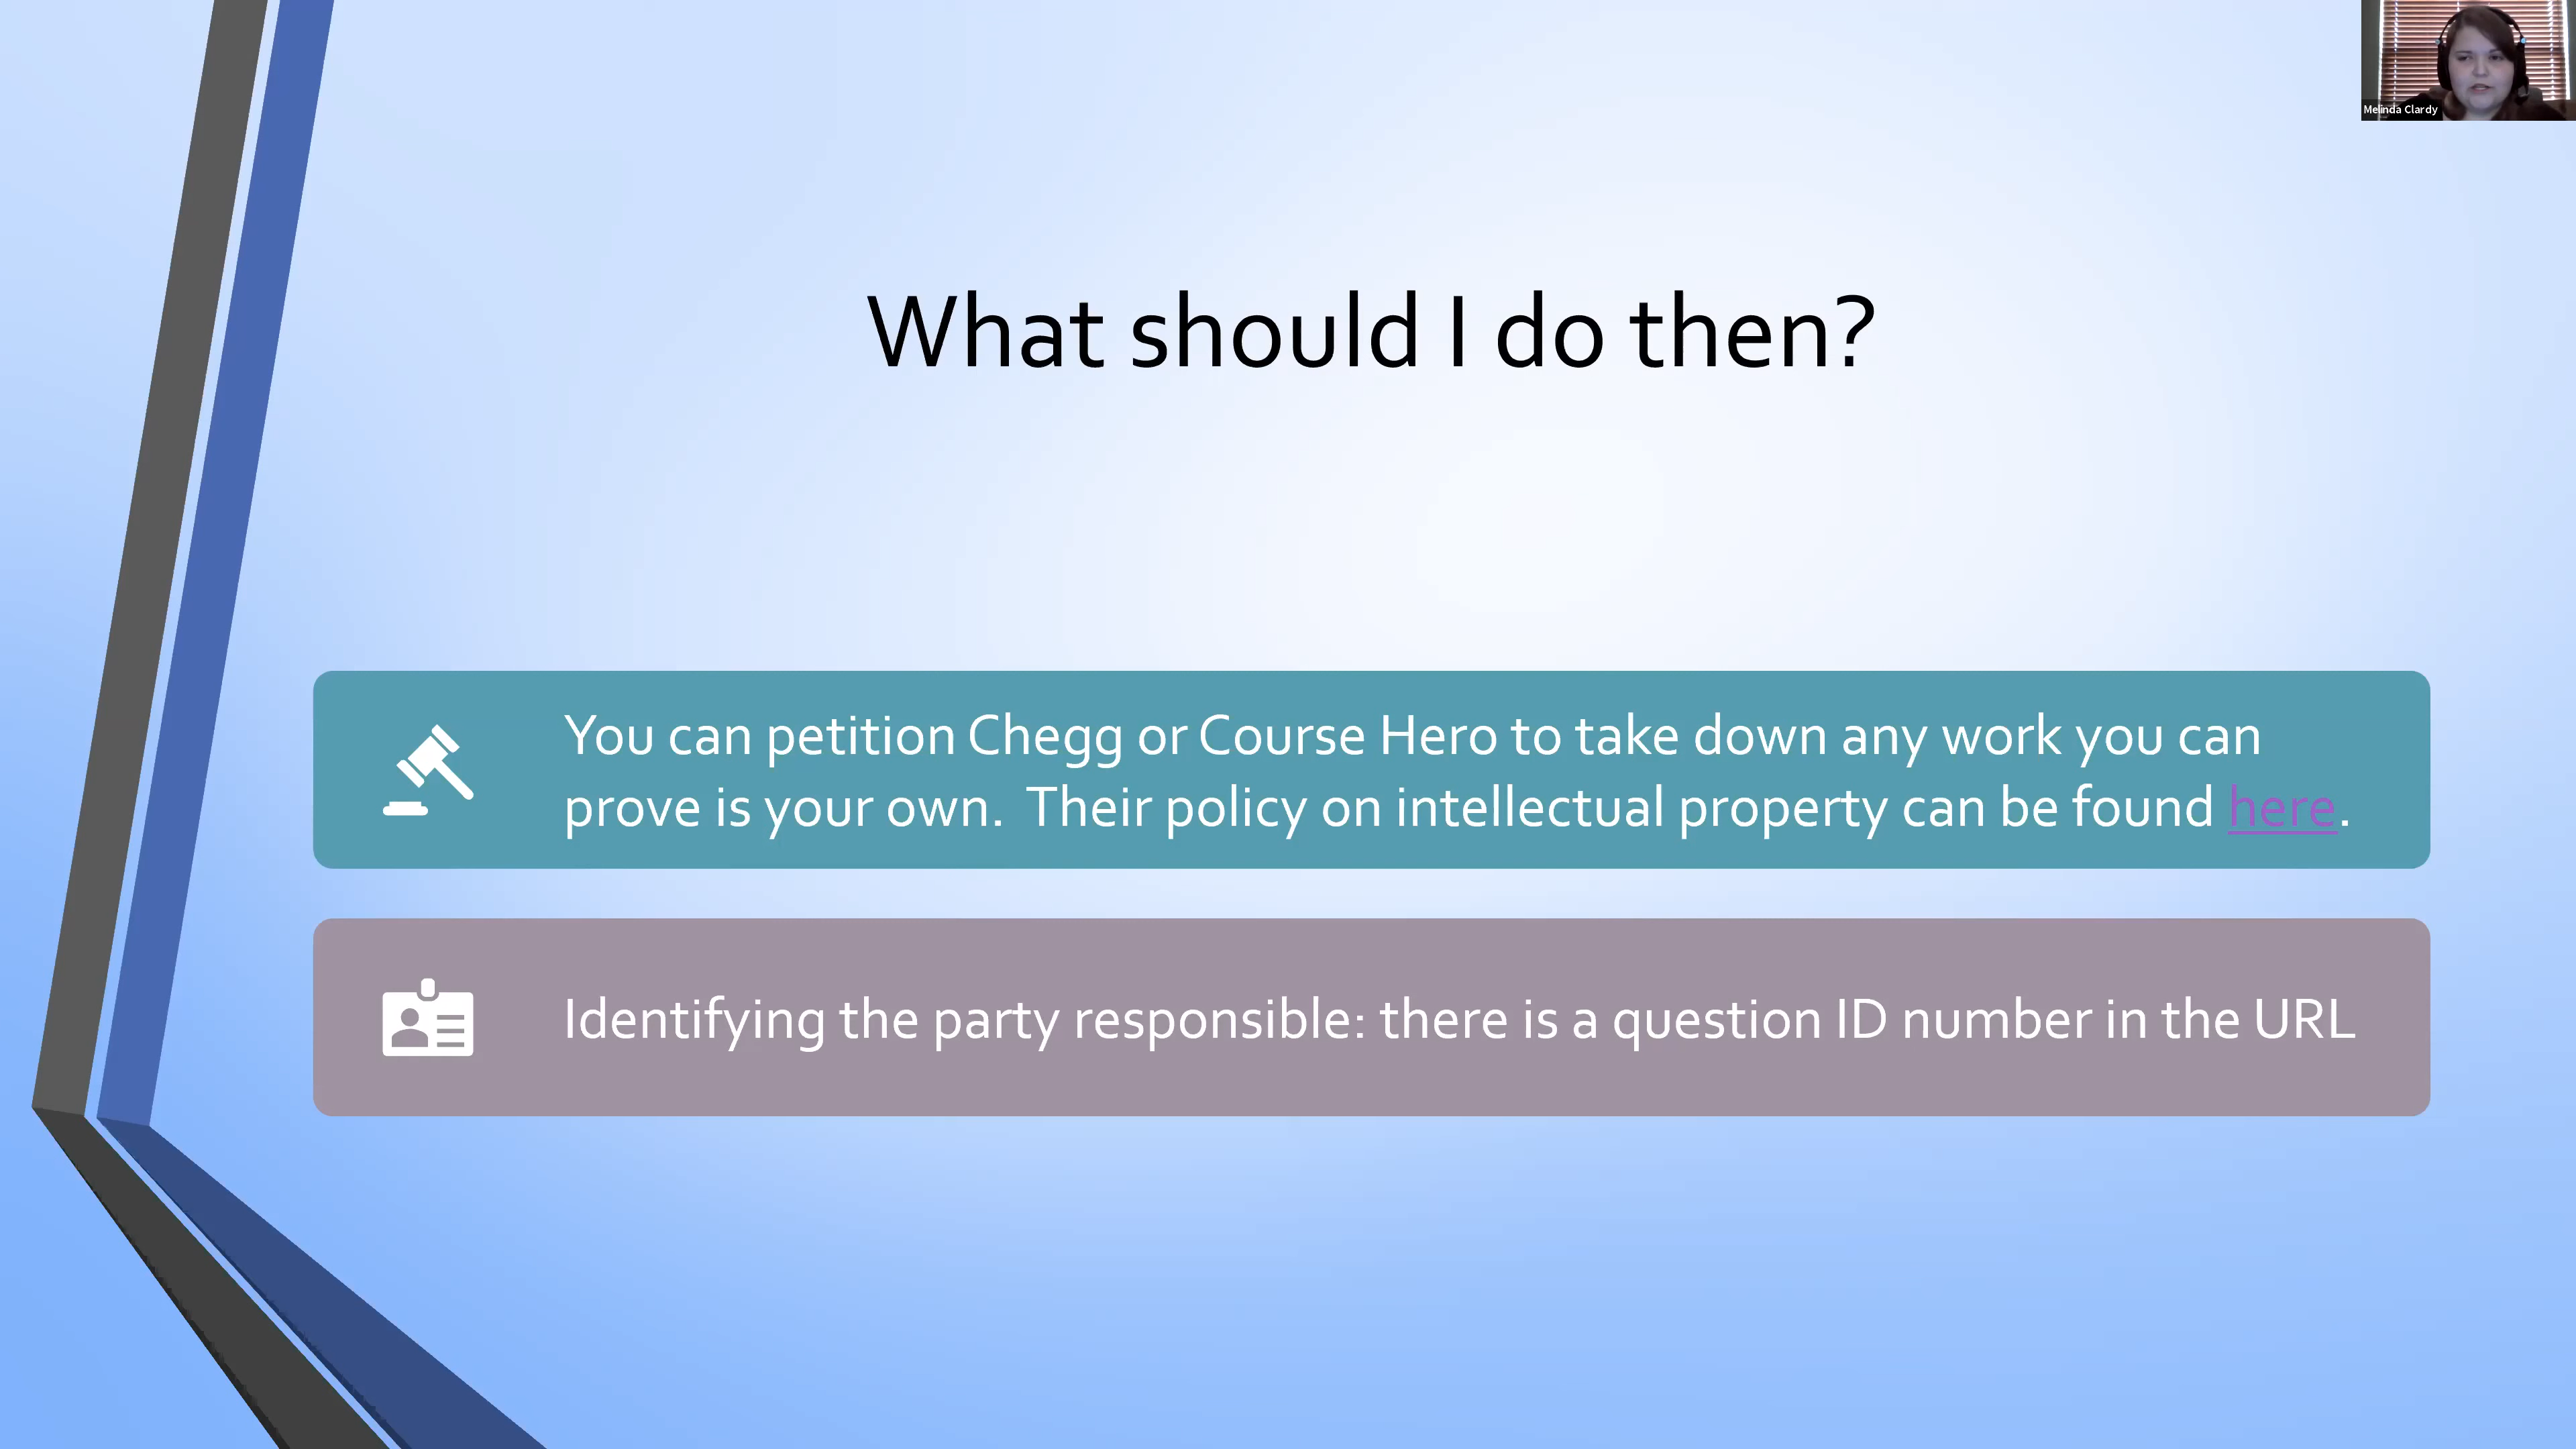 Melinda Clardy
What should I do then?
You can petition Chegg or Course Hero to take down any work you can
prove is your own.  Their policy on intellectual property can be found here.
Identifying the party responsible: there is a question ID number in the URL